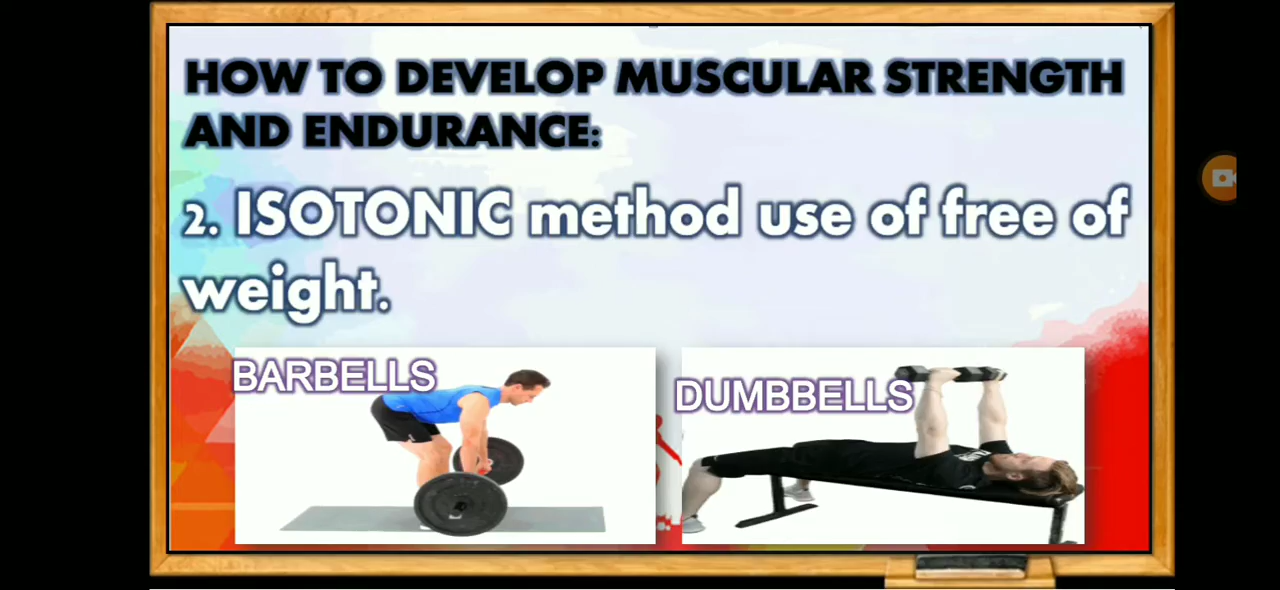 HOW TO DEVELOP MUSCULAR STRENGTH
AND ENDURANCE:
2. ISOTONIC method use of free of
weight.
BARBELLS
DUMBBELLS